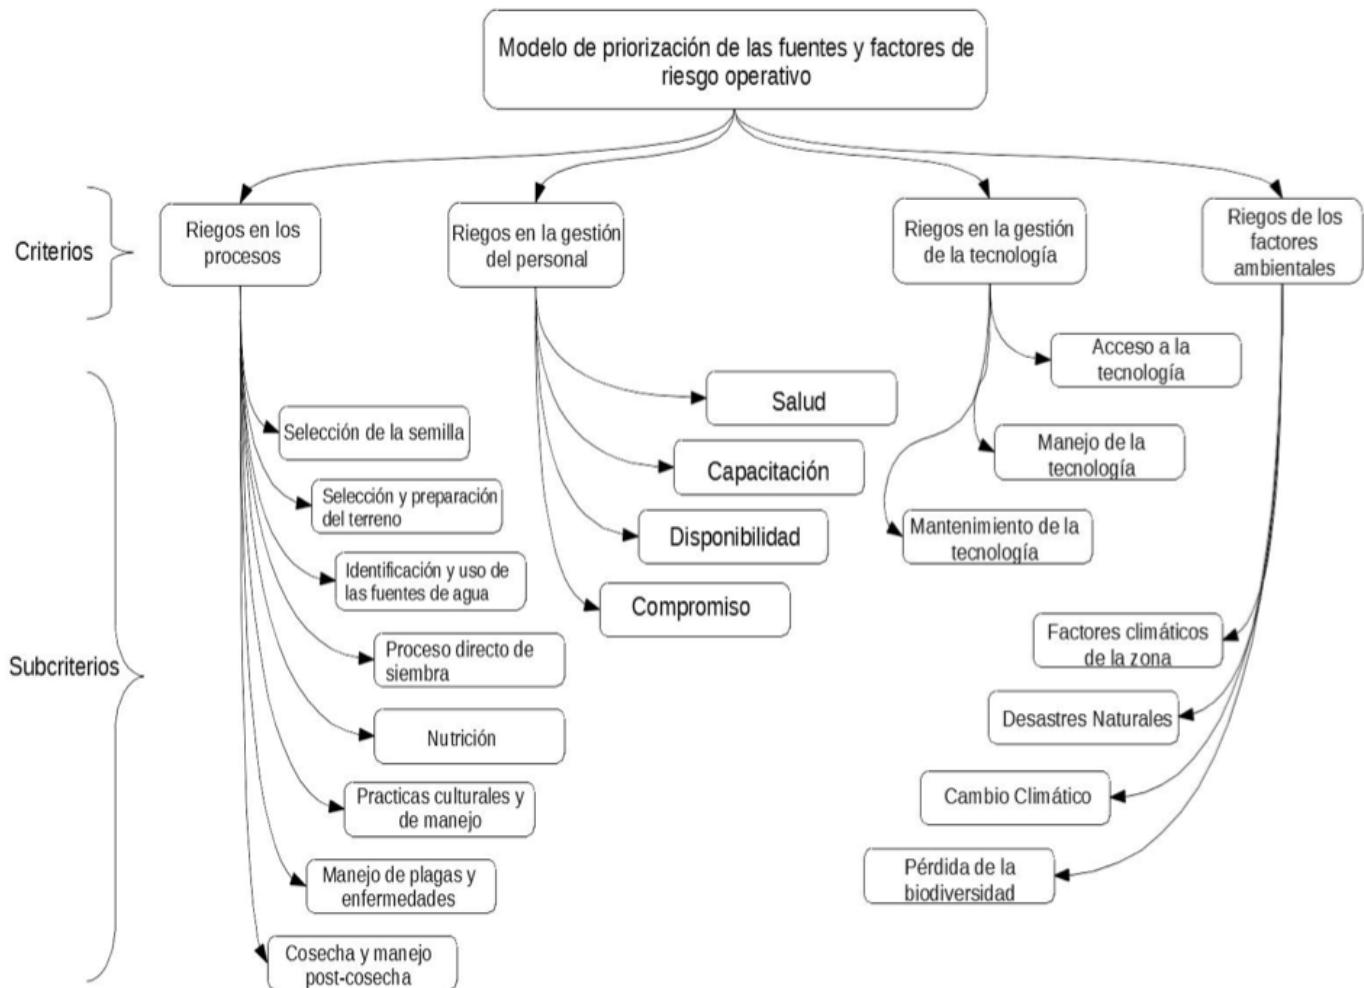 Modelo de priorización de las fuentes y factores de
riesgo operativo
Criterios
Riegos en los
procesos
Riegos en la gestión
del personal
Riegos en la gestión
de la tecnología
Riegos de los
factores
ambientales
Subcriterios
Selección de la semilla
Selección y preparación
del terreno
Identificación y uso de
las fuentes de agua
Proceso directo de
siembra
Nutrición
Practicas culturales y
de manejo
Manejo de plagas y
enfermedades
Cosecha y manejo
post-cosecha
Salud
Capacitación
Disponibilidad
Compromiso
Acceso a la
tecnología
Manejo de la
tecnología
Mantenimiento de la
tecnología
Factores climáticos
de la zona
Desastres Naturales
Cambio Climático
Pérdida de la
biodiversidad